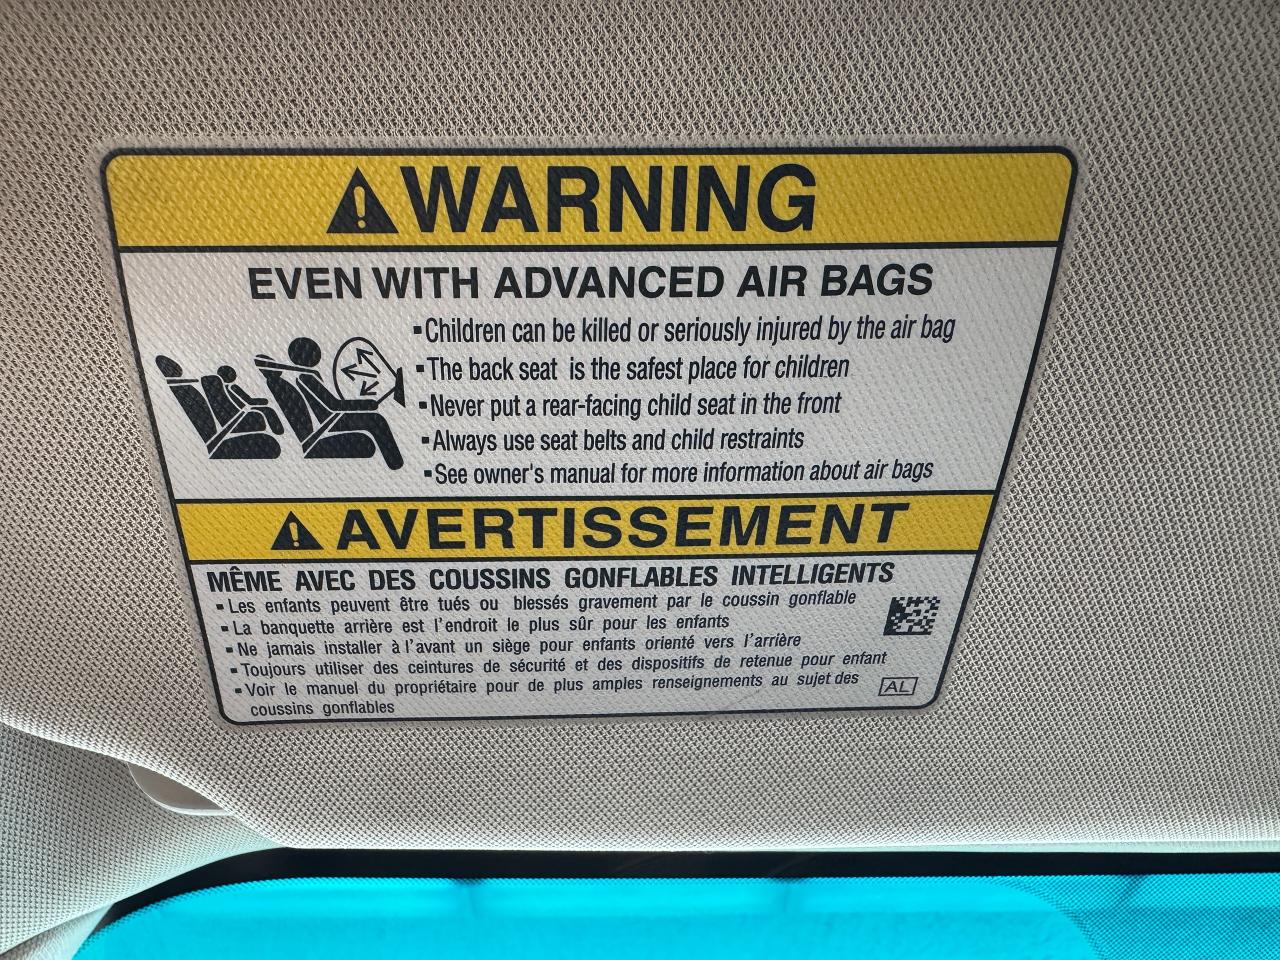 WARNING
EVEN WITH ADVANCED AIR BAGS
▪Children can be killed or seriously injured by the air bag
▪The back seat is the safest place for children
▪Never put a rear-facing child seat in the front
▪Always use seat belts and child restraints
▪See owner's manual for more information about air bags
AVERTISSEMENT
MÊME AVEC DES COUSSINS GONFLABLES INTELLIGENTS
▪Les enfants peuvent être tués ou blessés gravement par le coussin gonflable
▪La banquette arrière est l'endroit le plus sûr pour les enfants
▪Ne jamais installer à l'avant un siège pour enfants orienté vers l'arrière
▪Toujours utiliser des ceintures de sécurité et des dispositifs de retenue pour enfant
▪Voir le manuel du propriétaire pour de plus amples renseignements au sujet des
coussins gonflables
AL